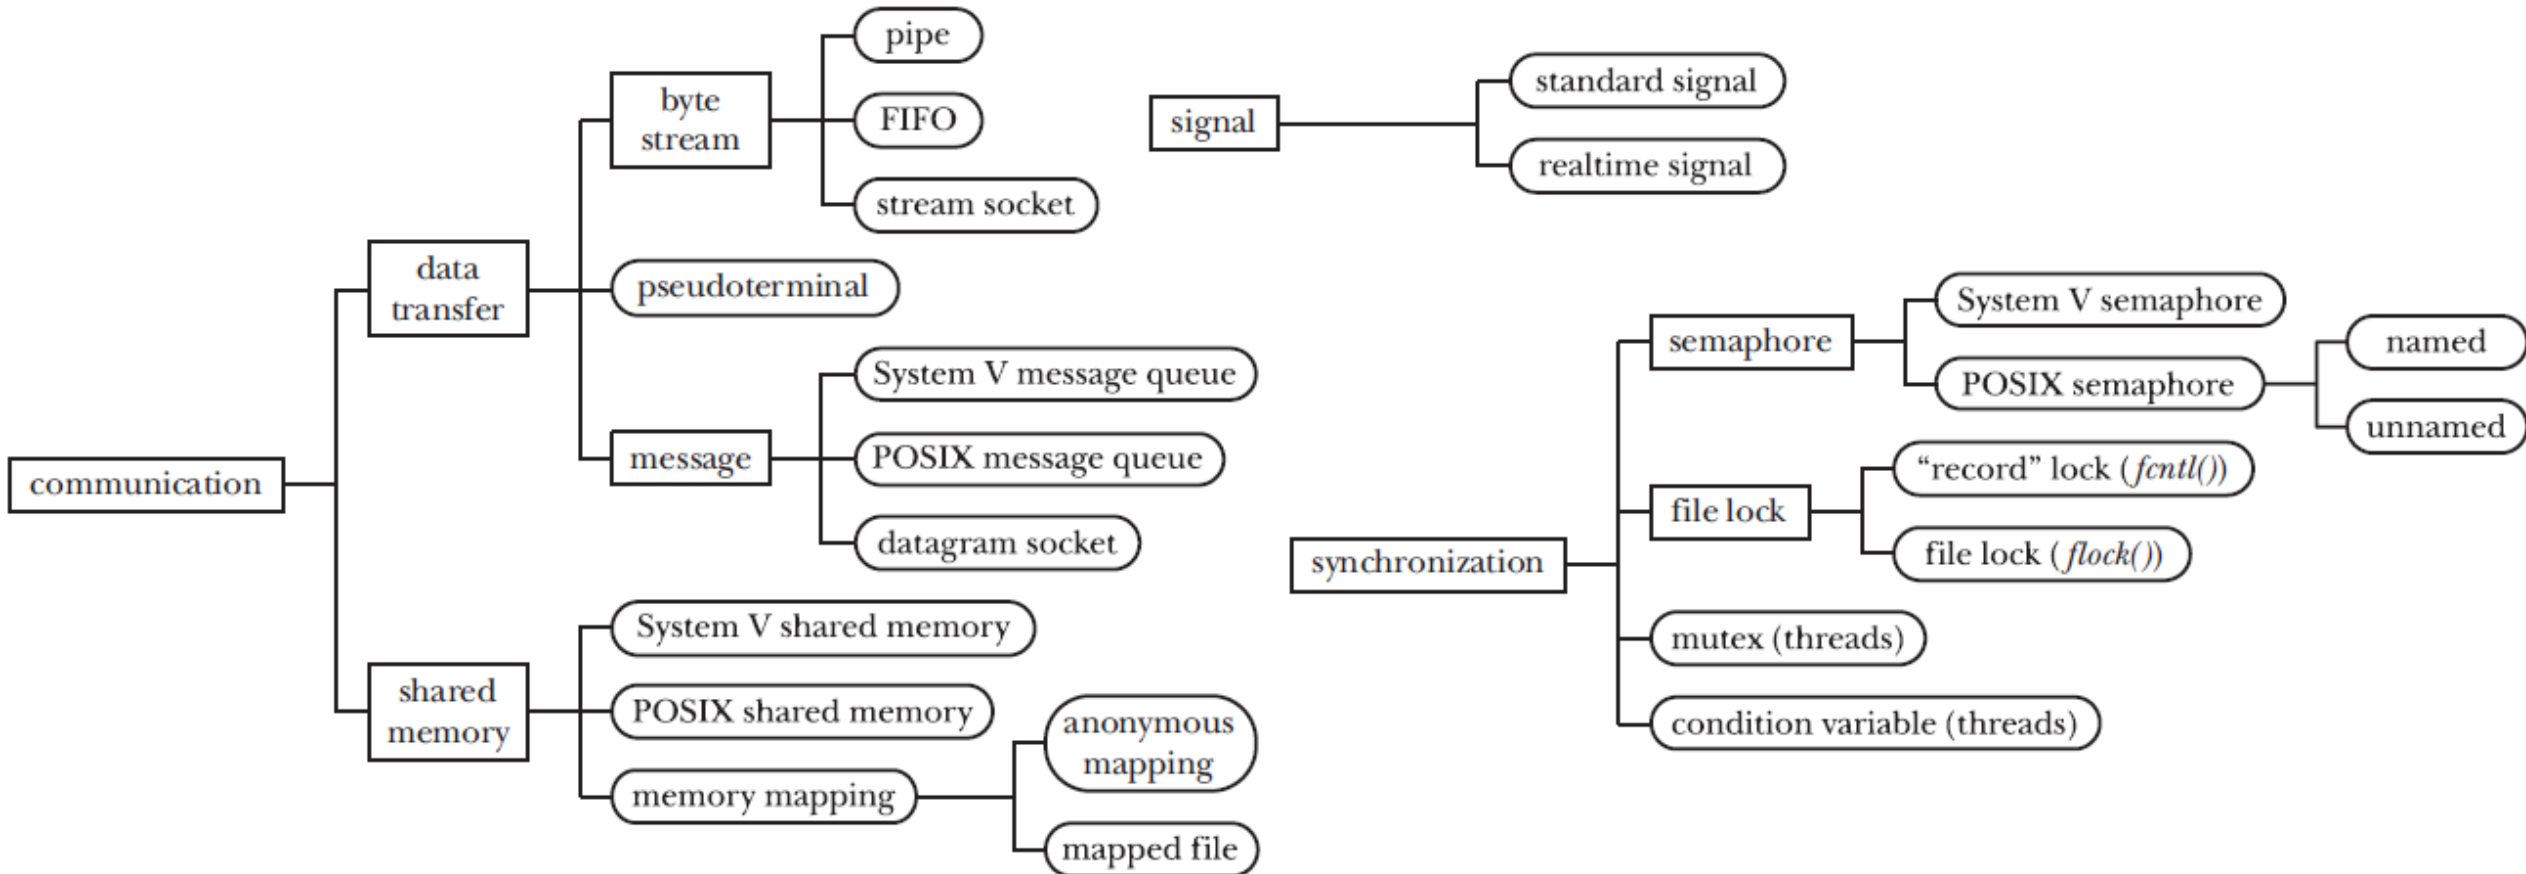 communication
data
transfer
byte
stream
pipe
FIFO
stream socket
pseudoterminal
message
System V message queue
POSIX message queue
datagram socket
shared
memory
System V shared memory
POSIX shared memory
memory mapping
anonymous
mapping
mapped file
signal
standard signal
realtime signal
synchronization
semaphore
System V semaphore
POSIX semaphore
named
unnamed
file lock
“record” lock (fcntl())
file lock (flock())
mutex (threads)
condition variable (threads)